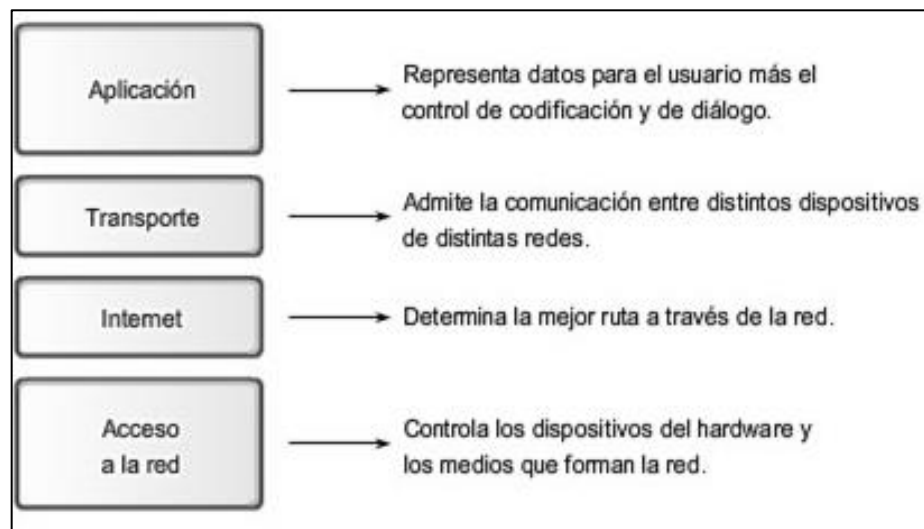 Aplicación
Representa datos para el usuario más el
control de codificación y de diálogo.
Transporte
Admite la comunicación entre distintos dispositivos
de distintas redes.
Internet
Determina la mejor ruta a través de la red.
Acceso
a la red
Controla los dispositivos del hardware y
los medios que forman la red.